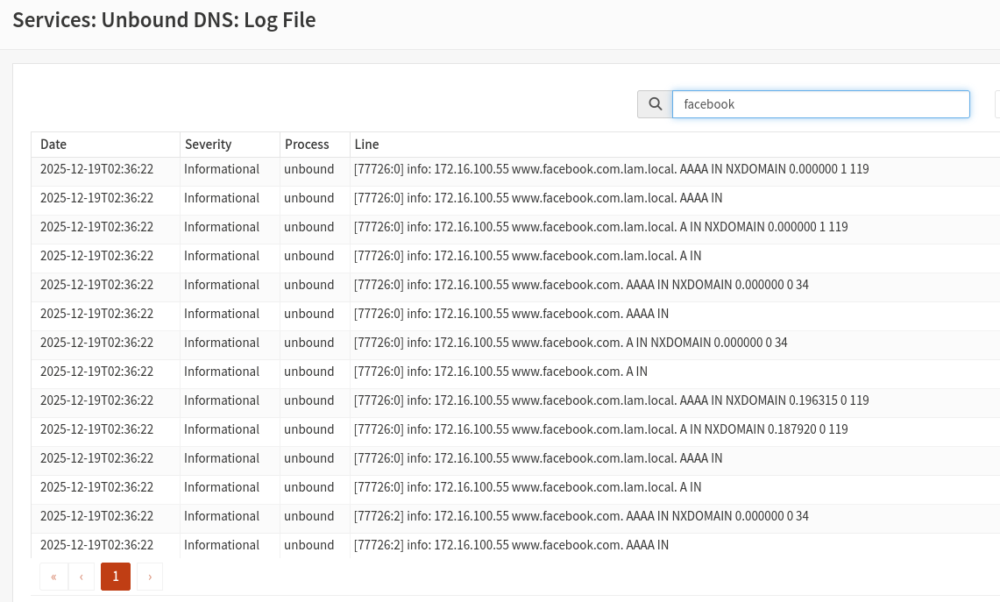 Services: Unbound DNS: Log File
facebook
Date Severity Process Line
2025-12-19T02:36:22 Informational unbound [77726:0] info: 172.16.100.55 www.facebook.com.lam.local. AAAA IN NXDOMAIN 0.000000 1 119
2025-12-19T02:36:22 Informational unbound [77726:0] info: 172.16.100.55 www.facebook.com.lam.local. AAAA IN
2025-12-19T02:36:22 Informational unbound [77726:0] info: 172.16.100.55 www.facebook.com.lam.local. A IN NXDOMAIN 0.000000 1 119
2025-12-19T02:36:22 Informational unbound [77726:0] info: 172.16.100.55 www.facebook.com.lam.local. A IN
2025-12-19T02:36:22 Informational unbound [77726:0] info: 172.16.100.55 www.facebook.com. AAAA IN NXDOMAIN 0.000000 0 34
2025-12-19T02:36:22 Informational unbound [77726:0] info: 172.16.100.55 www.facebook.com. AAAA IN
2025-12-19T02:36:22 Informational unbound [77726:0] info: 172.16.100.55 www.facebook.com. A IN NXDOMAIN 0.000000 0 34
2025-12-19T02:36:22 Informational unbound [77726:0] info: 172.16.100.55 www.facebook.com. A IN
2025-12-19T02:36:22 Informational unbound [77726:0] info: 172.16.100.55 www.facebook.com.lam.local. AAAA IN NXDOMAIN 0.196315 0 119
2025-12-19T02:36:22 Informational unbound [77726:0] info: 172.16.100.55 www.facebook.com.lam.local. A IN NXDOMAIN 0.187920 0 119
2025-12-19T02:36:22 Informational unbound [77726:0] info: 172.16.100.55 www.facebook.com.lam.local. AAAA IN
2025-12-19T02:36:22 Informational unbound [77726:0] info: 172.16.100.55 www.facebook.com.lam.local. A IN
2025-12-19T02:36:22 Informational unbound [77726:2] info: 172.16.100.55 www.facebook.com. AAAA IN NXDOMAIN 0.000000 0 34
2025-12-19T02:36:22 Informational unbound [77726:2] info: 172.16.100.55 www.facebook.com. AAAA IN
« ‹ 1 ›